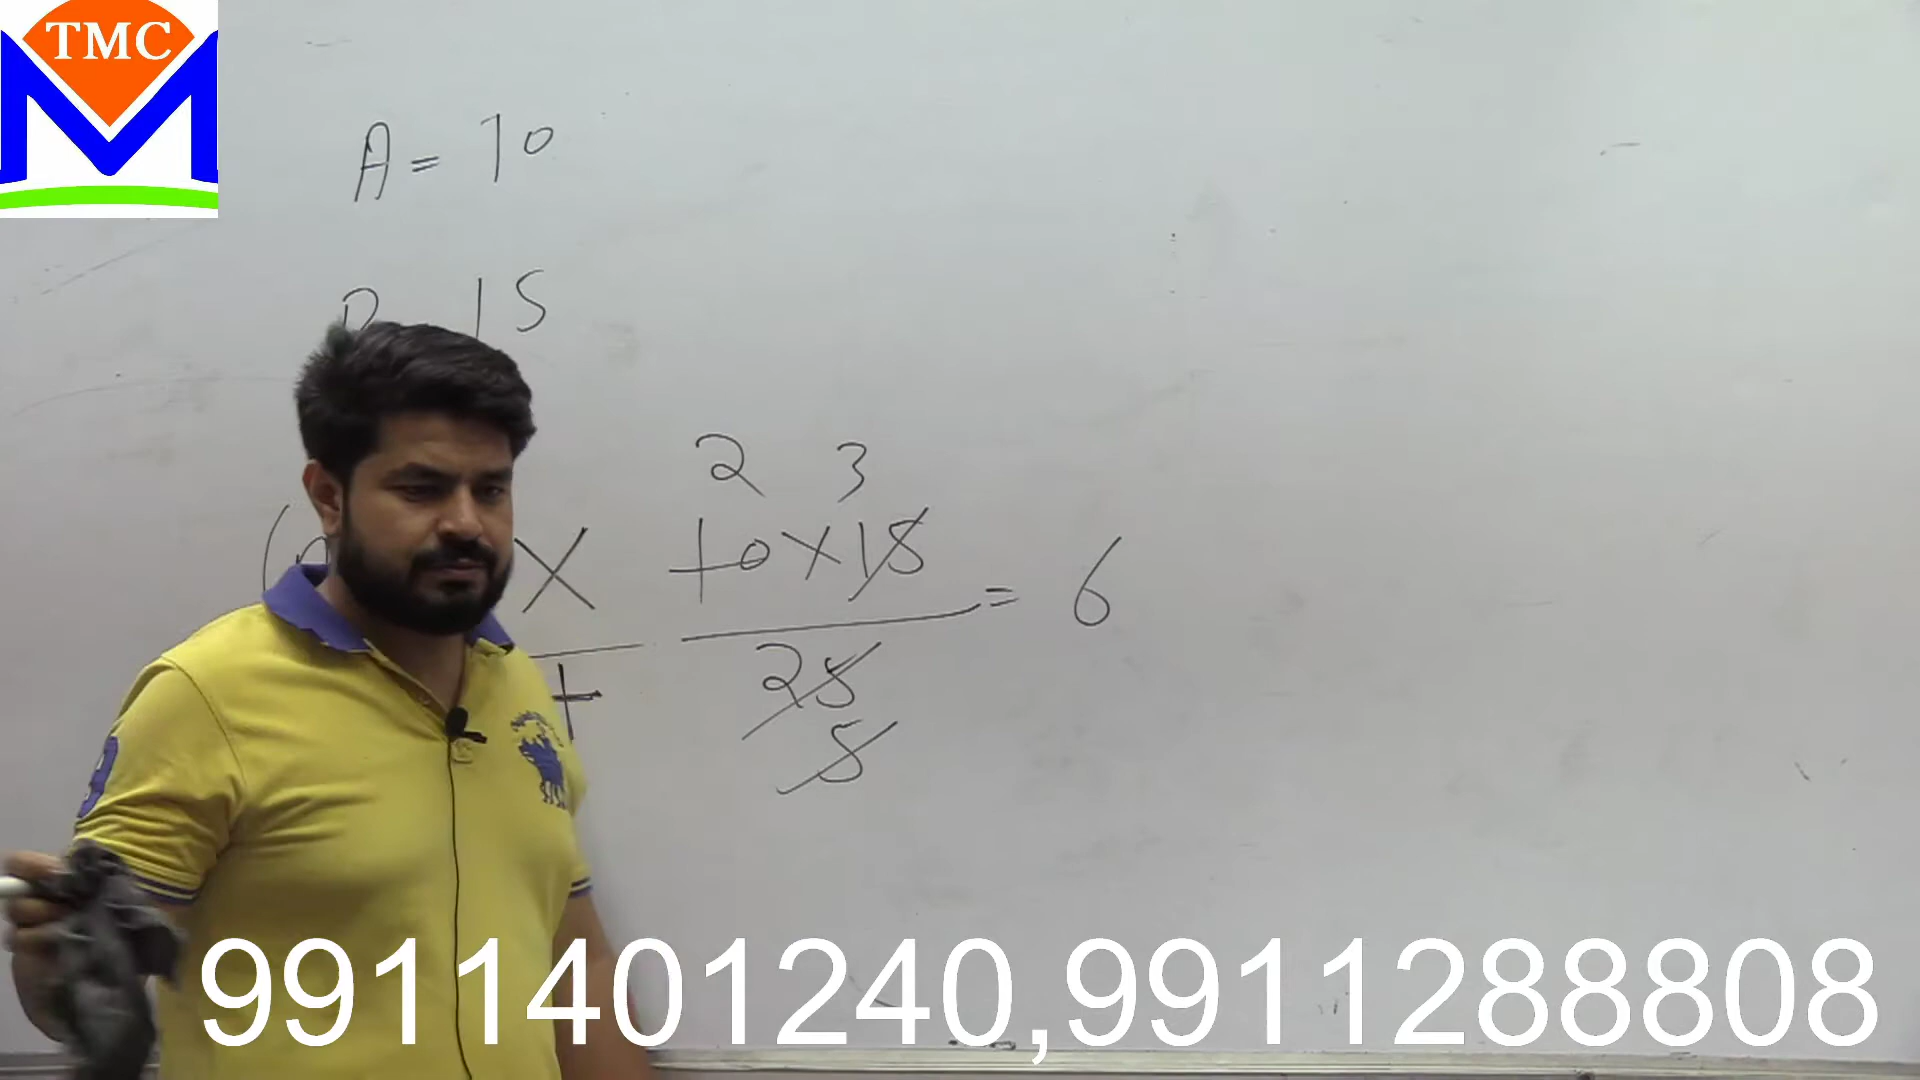 TMC
A = 10
B 15
2 3
X 10 X 15 = 6
+ 25
5
9911401240,9911288808